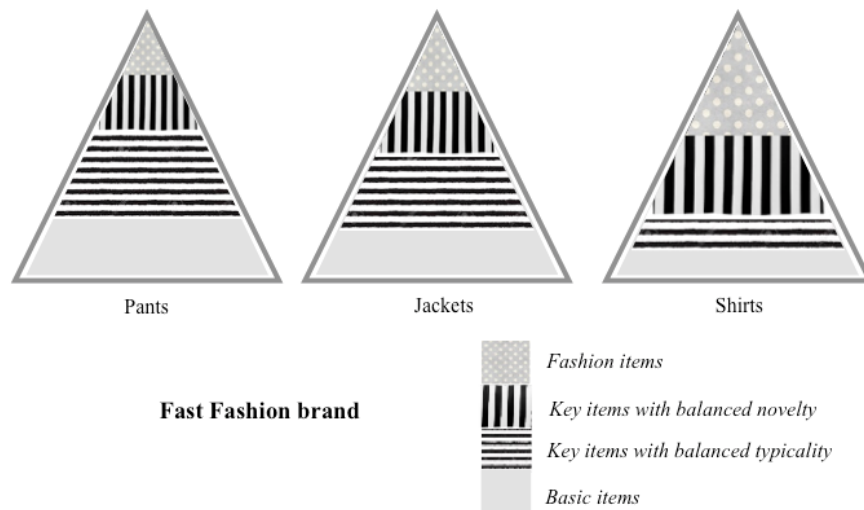 Pants
Jackets
Shirts
Fast Fashion brand
Fashion items
Key items with balanced novelty
Key items with balanced typicality
Basic items